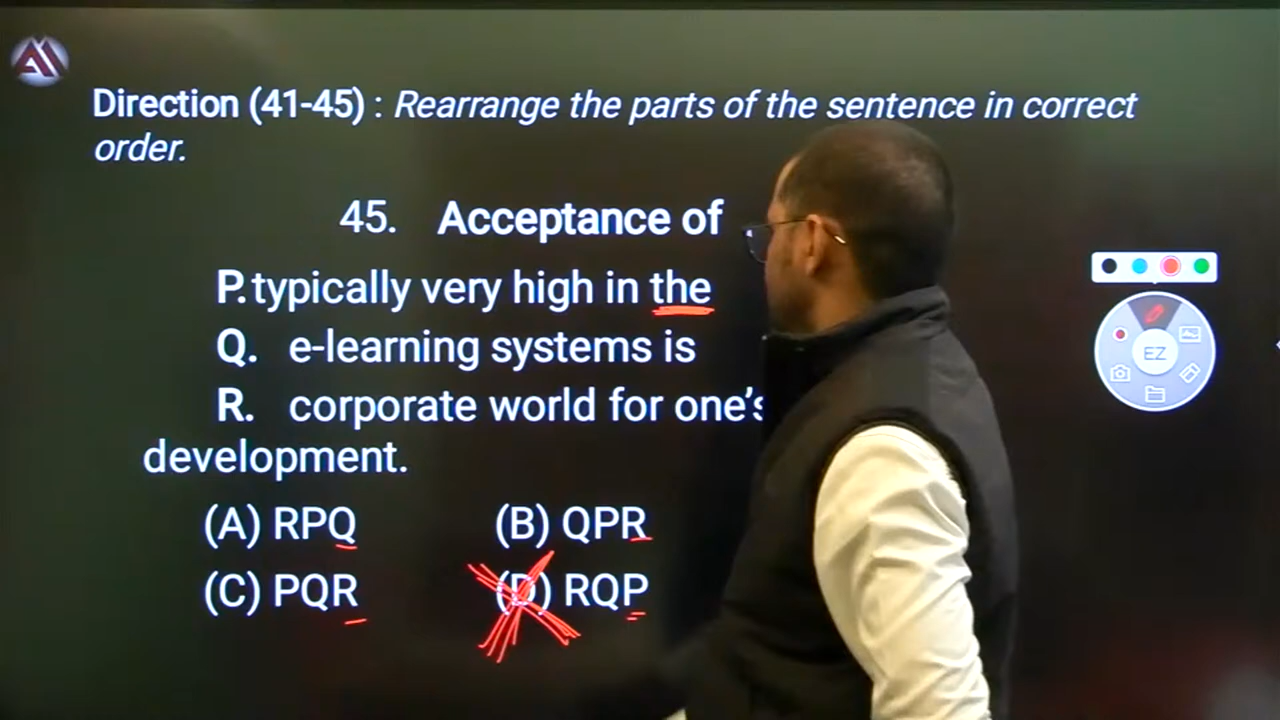 Direction (41-45) : Rearrange the parts of the sentence in correct
order.
45. Acceptance of
P. typically very high in the
Q. e-learning systems is
R. corporate world for one's
development.
(A) RPQ (B) QPR
(C) PQR (D) RQP
EZ